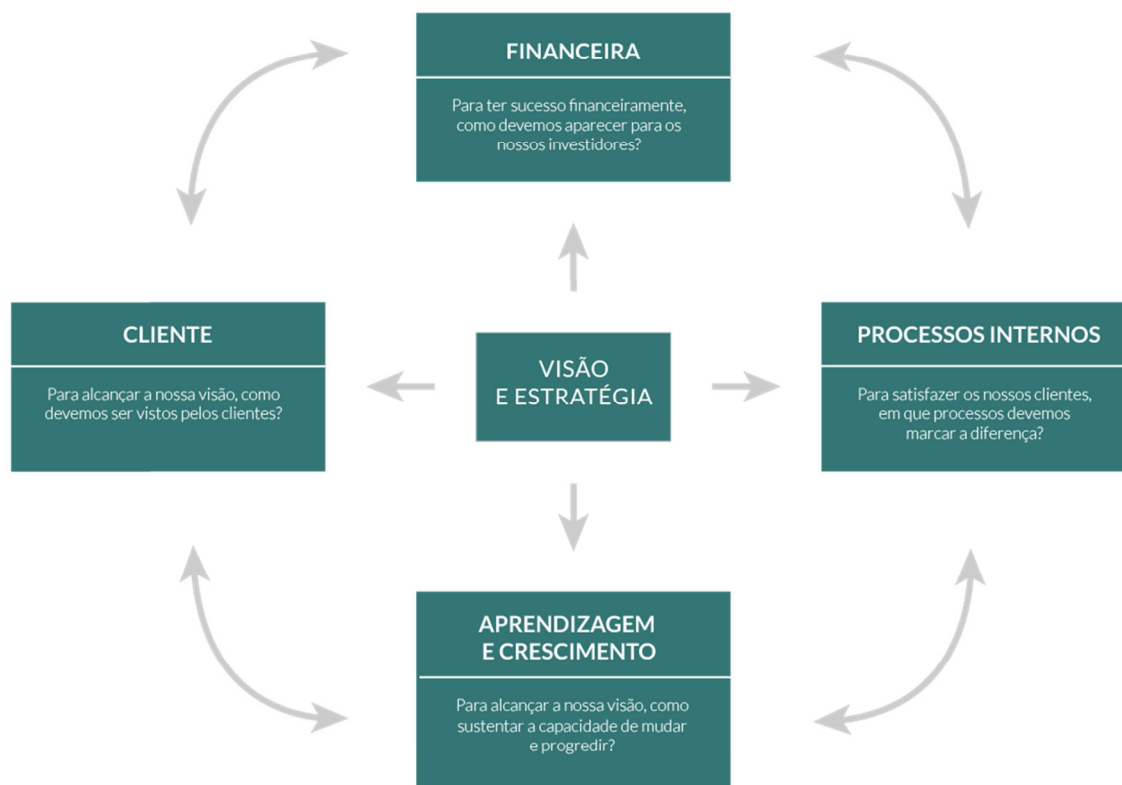 FINANCEIRA
Para ter sucesso financeiramente,
como devemos aparecer para os
nossos investidores?
CLIENTE
Para alcançar a nossa visão, como
devemos ser vistos pelos clientes?
VISÃO
E ESTRATÉGIA
PROCESSOS INTERNOS
Para satisfazer os nossos clientes,
em que processos devemos
marcar a diferença?
APRENDIZAGEM
E CRESCIMENTO
Para alcançar a nossa visão, como
sustentar a capacidade de mudar
e progredir?